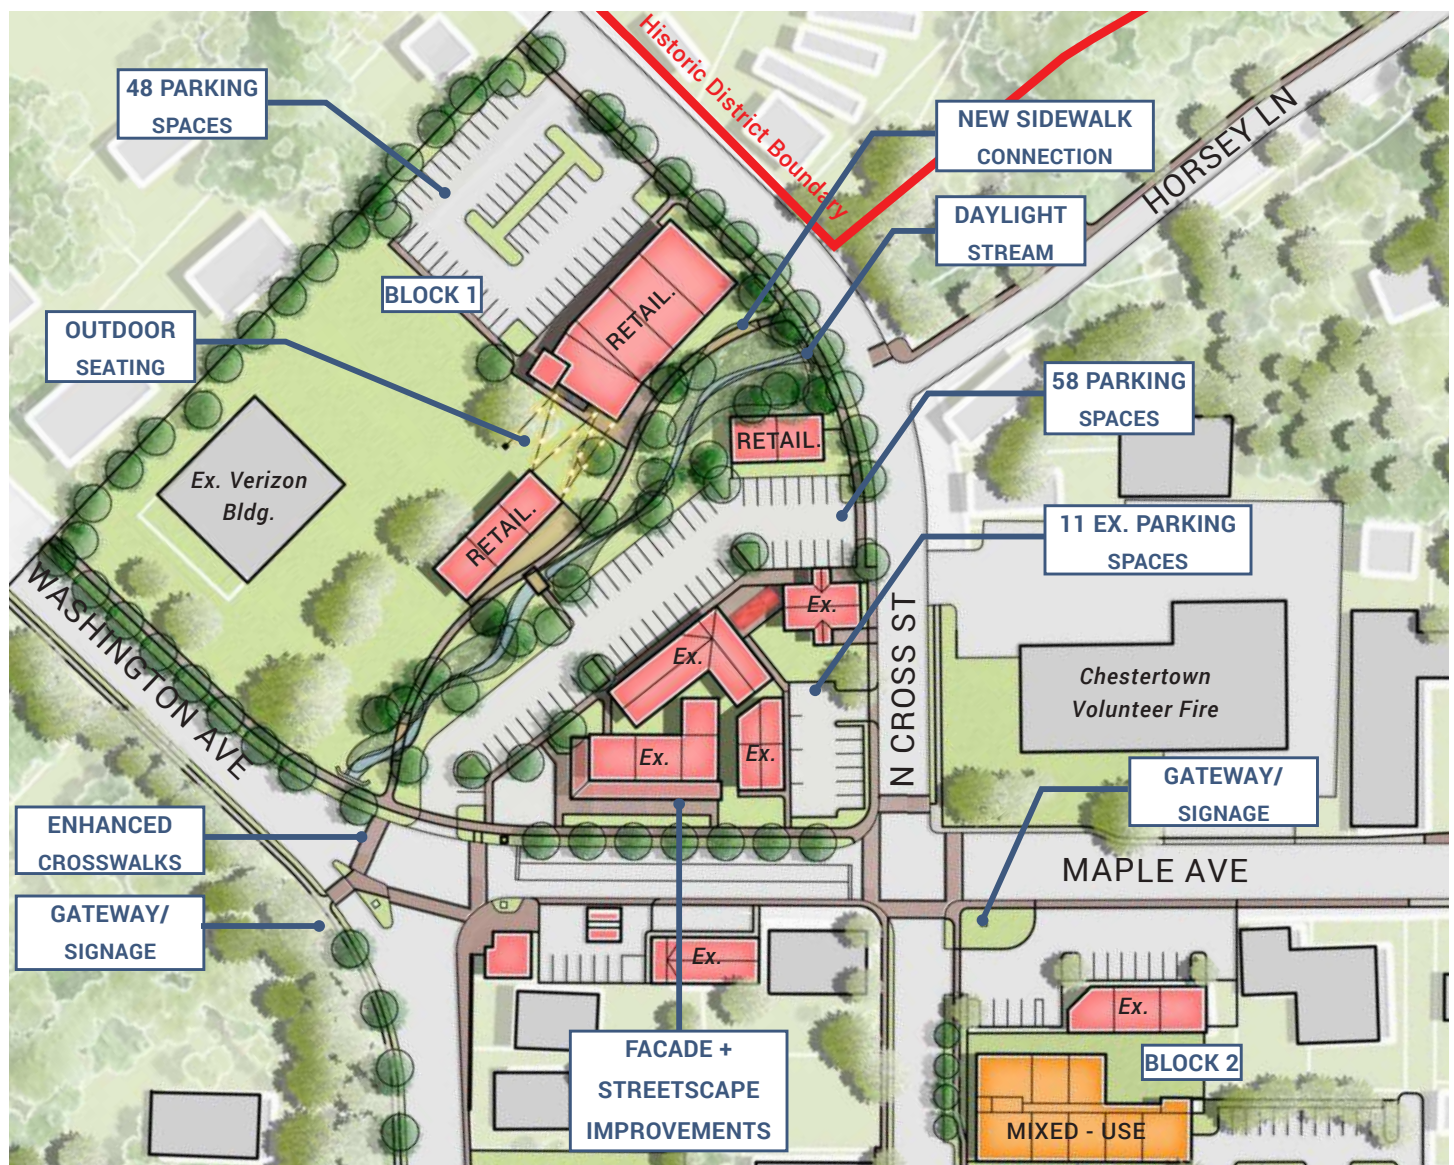 Historic District Boundary
48 PARKING
SPACES
NEW SIDEWALK
CONNECTION
HORSEY LN
DAYLIGHT
STREAM
BLOCK 1
RETAIL.
OUTDOOR
SEATING
58 PARKING
SPACES
RETAIL.
Ex. Verizon
Bldg.
RETAIL.
11 EX. PARKING
SPACES
WASHINGTON AVE
Ex.
N CROSS ST
Ex.
Chestertown
Volunteer Fire
Ex.
Ex.
GATEWAY/
SIGNAGE
ENHANCED
CROSSWALKS
MAPLE AVE
GATEWAY/
SIGNAGE
Ex.
Ex.
FACADE +
STREETSCAPE
IMPROVEMENTS
BLOCK 2
MIXED - USE